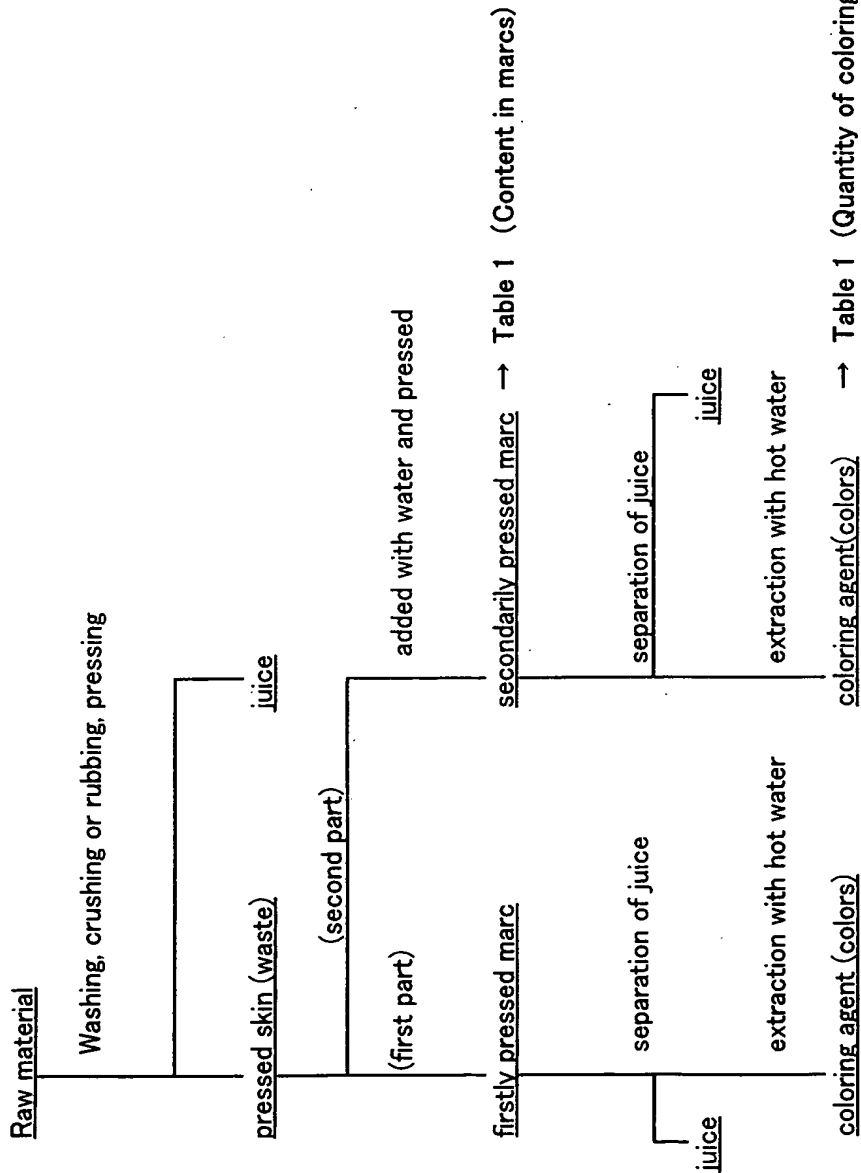 Raw material
Washing, crushing or rubbing, pressing
pressed skin (waste)
juice
(second part)
(first part)
added with water and pressed
firstly pressed marc
secondarily pressed marc → Table 1 (Content in marcs)
separation of juice
separation of juice
juice
juice
extraction with hot water
extraction with hot water
coloring agent (colors)
coloring agent(colors) → Table 1 (Quantity of coloring